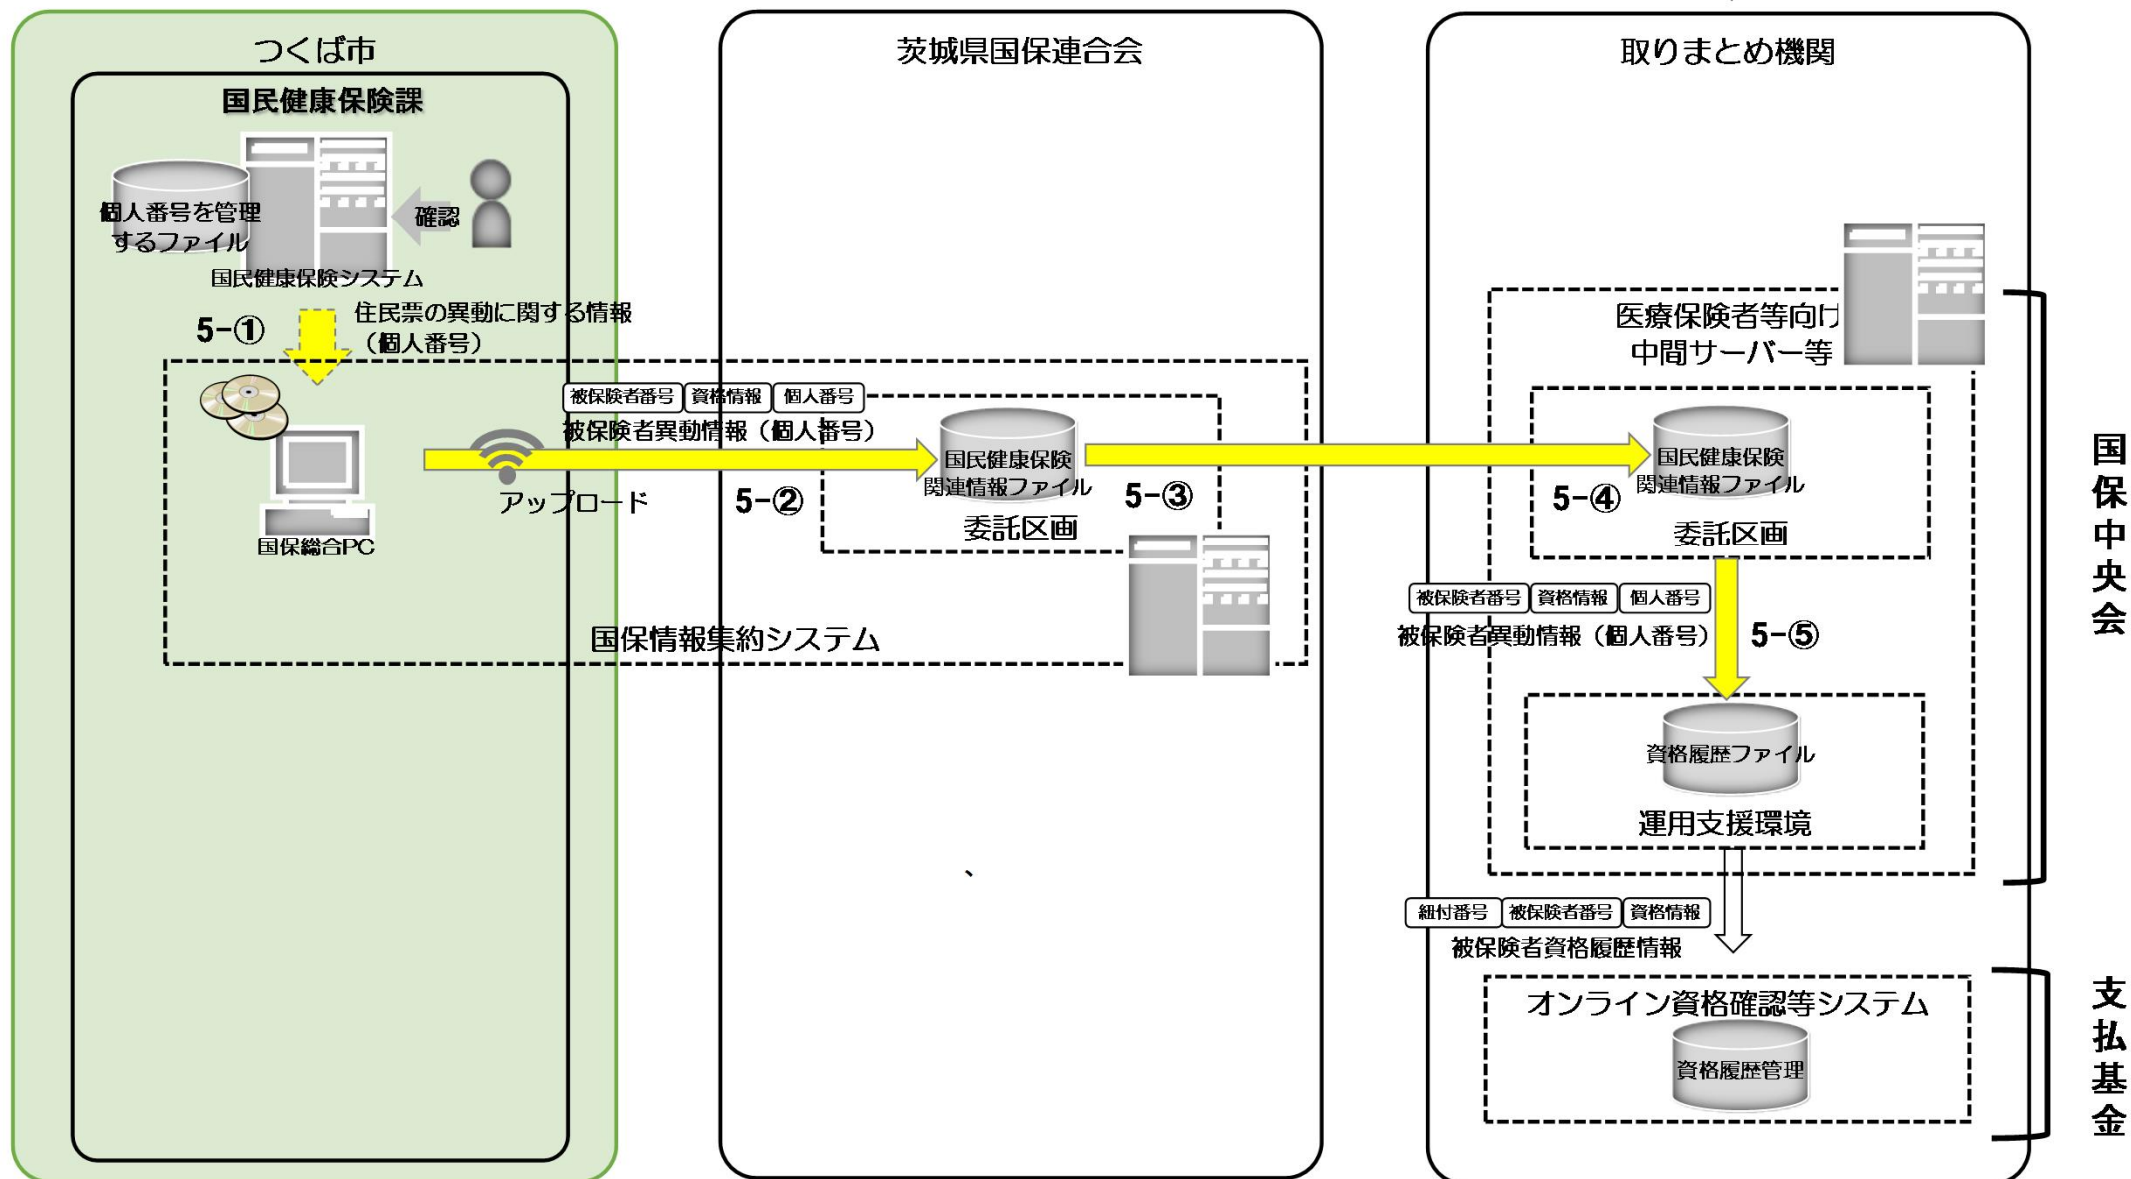 つくば市
国民健康保険課
個人番号を管理
するファイル
確認
国民健康保険システム
5-①
住民票の異動に関する情報
（個人番号）
国保総合PC
アップロード
茨城県国保連合会
被保険者番号 資格情報 個人番号
被保険者異動情報（個人番号）
5-②
国民健康保険
関連情報ファイル
委託区画
5-③
国保情報集約システム
、
取りまとめ機関
医療保険者等向け
中間サーバー等
5-④
国民健康保険
関連情報ファイル
委託区画
被保険者番号 資格情報 個人番号
被保険者異動情報（個人番号）
5-⑤
資格履歴ファイル
運用支援環境
紐付番号 被保険者番号 資格情報
被保険者資格履歴情報
オンライン資格確認等システム
資格履歴管理
国保中央会
支払基金